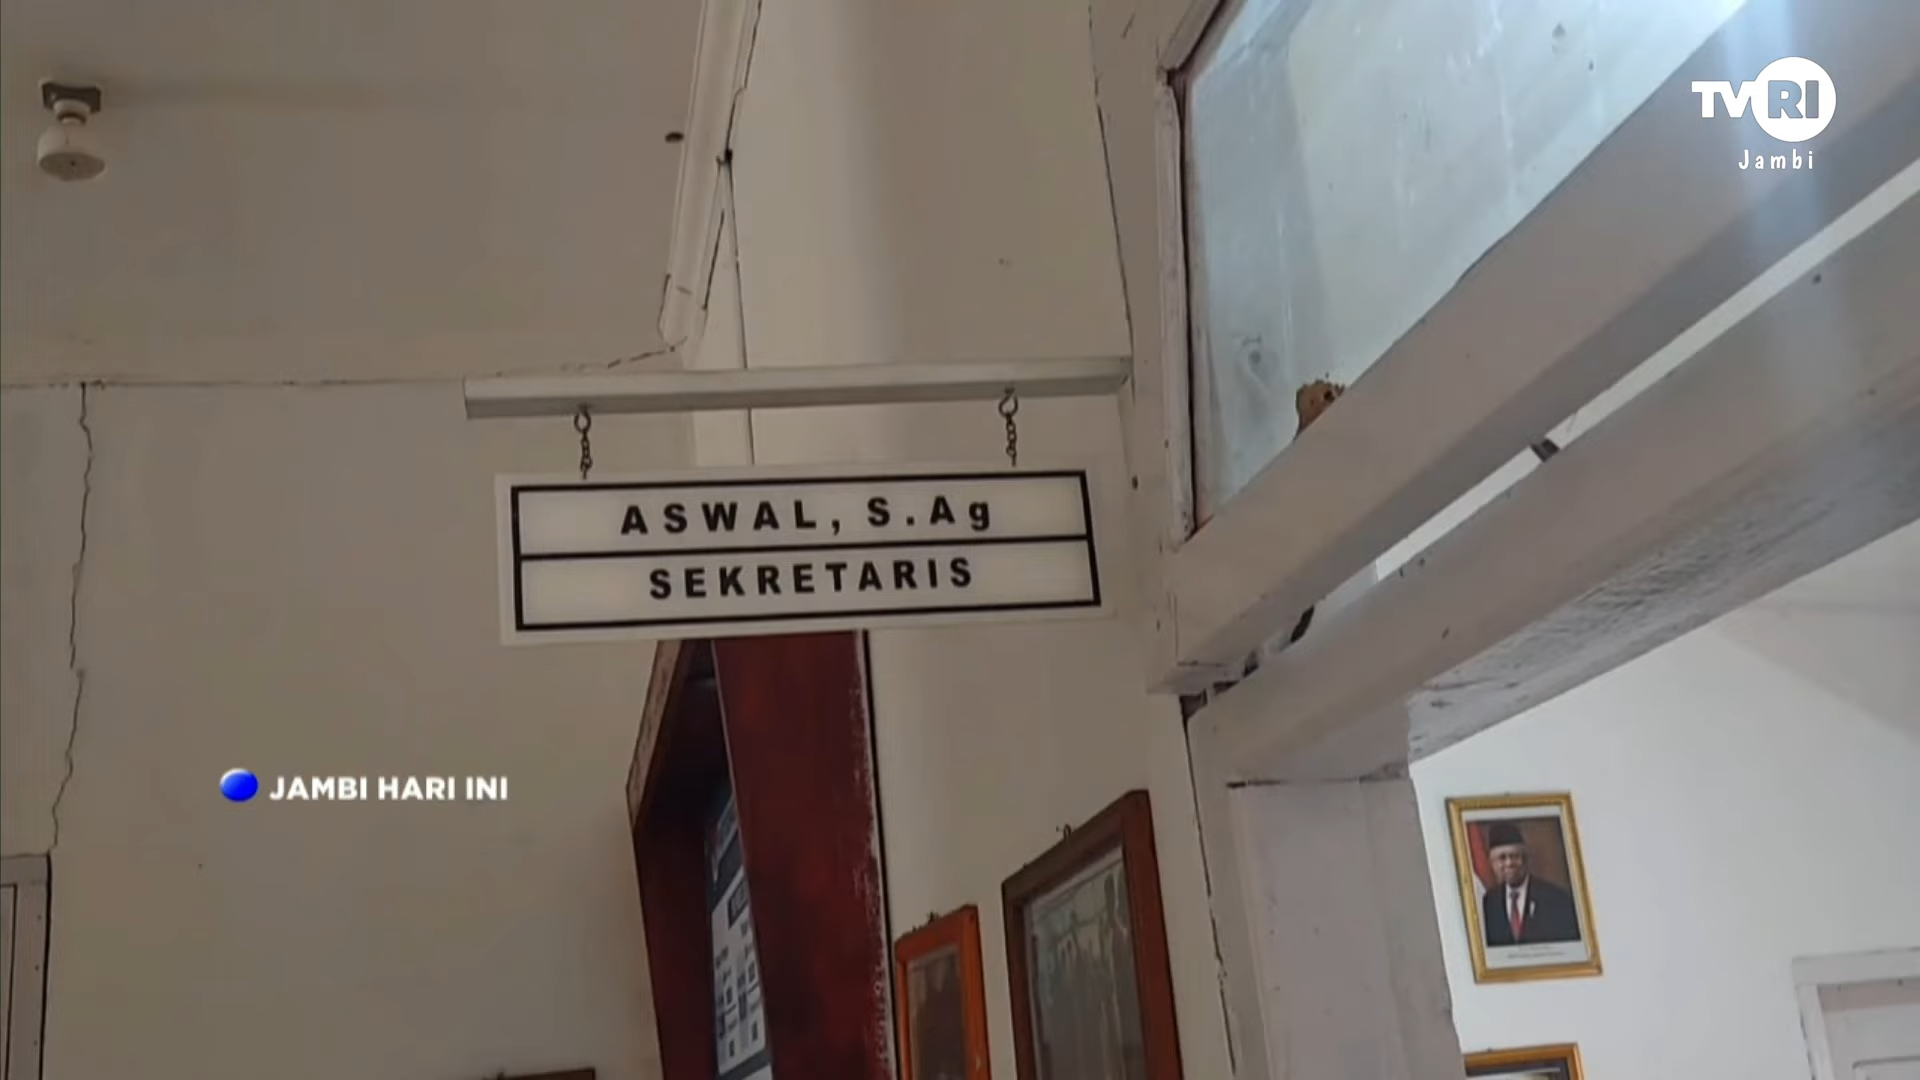 TVRI
Jambi
ASWAL, S.Ag
SEKRETARIS
JAMBI HARI INI